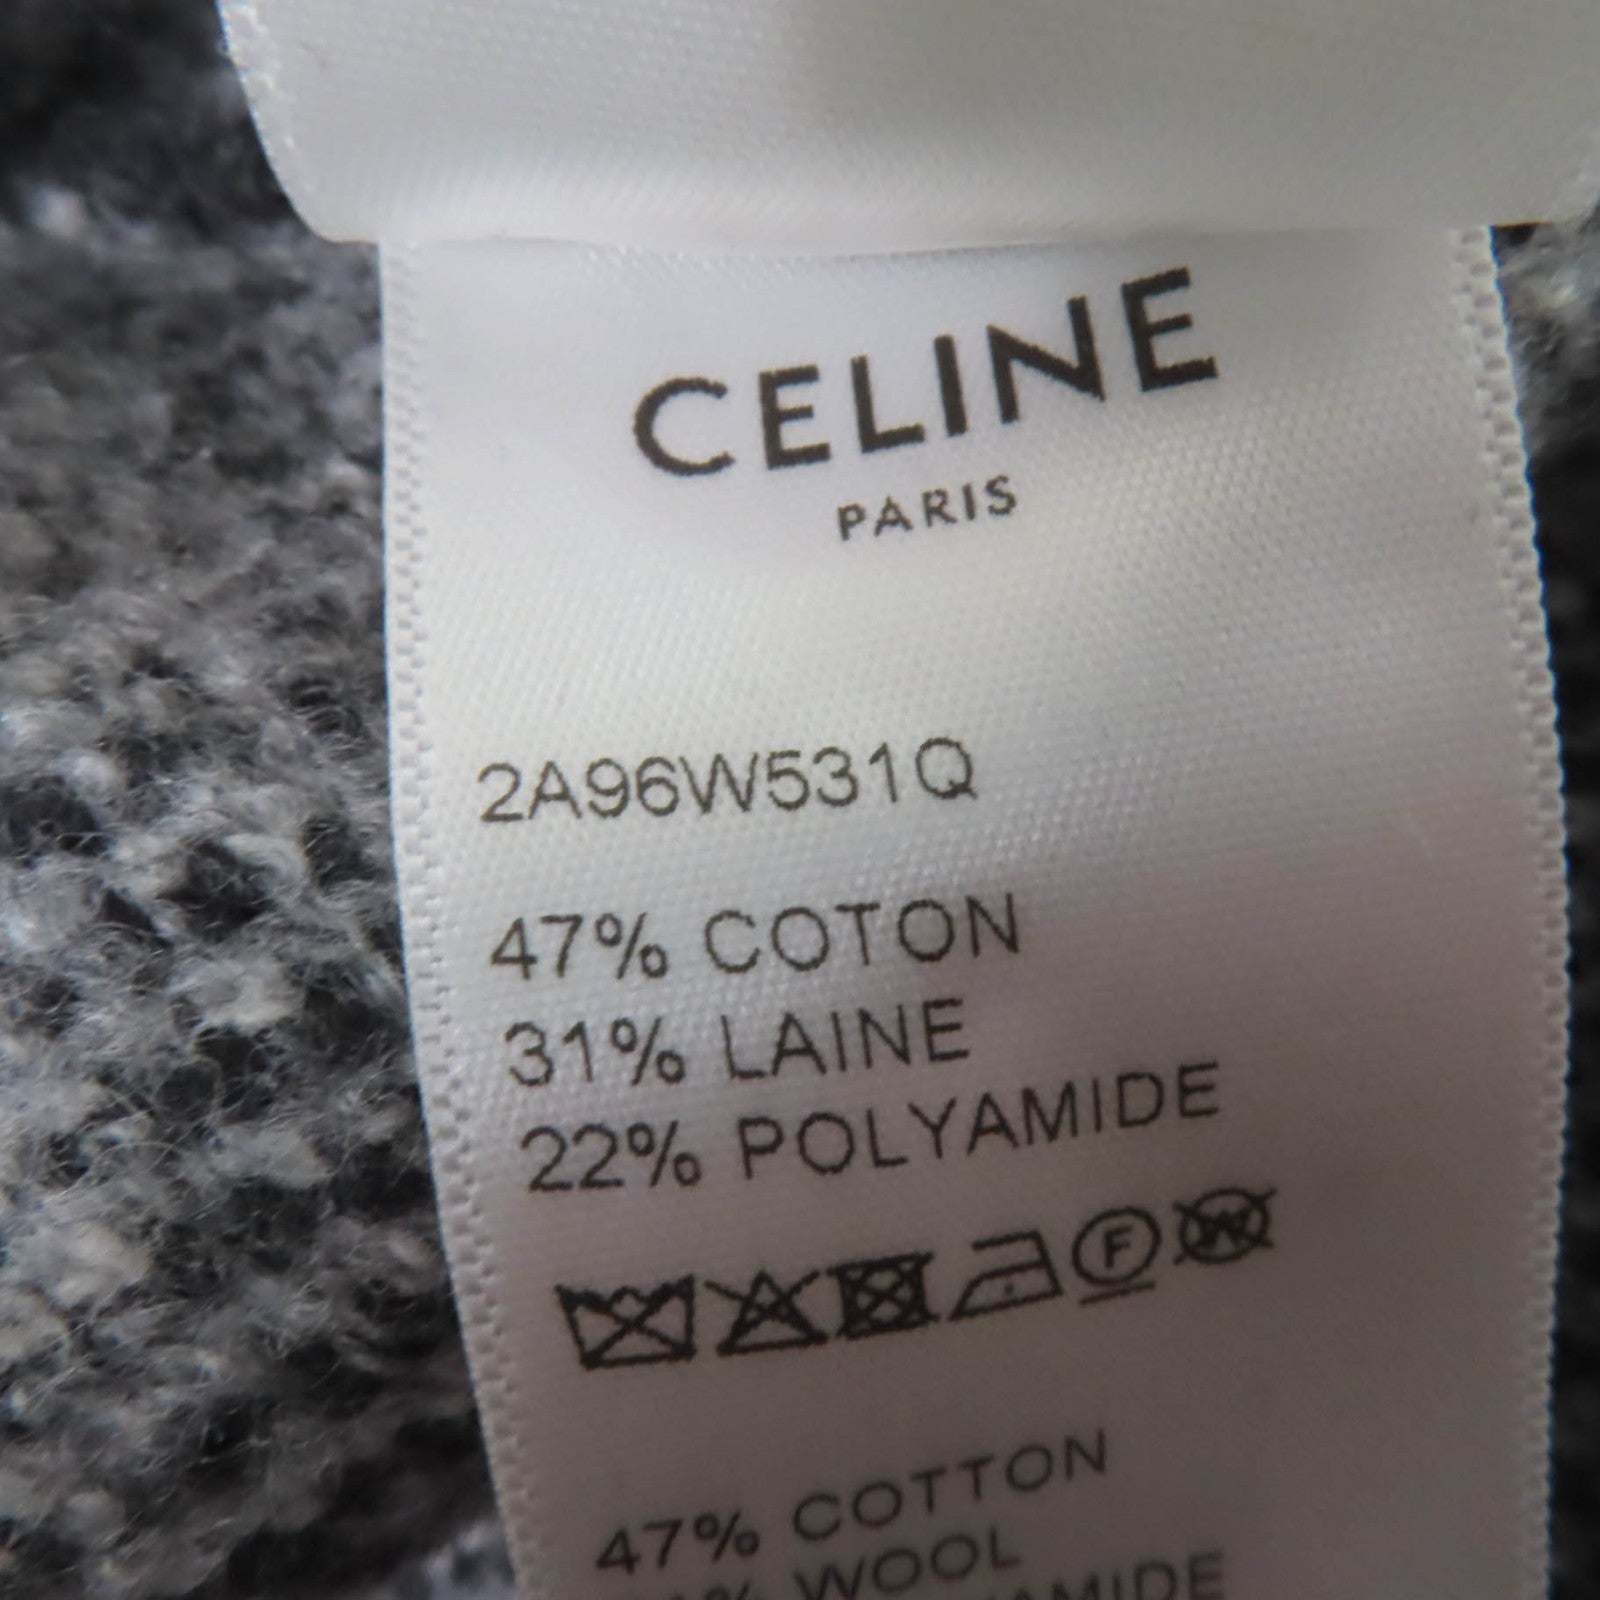 CELINE
PARIS
2A96W531Q
47% COTON
31% LAINE
22% POLYAMIDE
F W
47% COTTON
WOOL